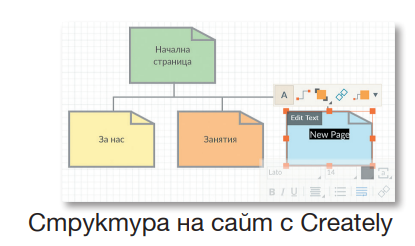 Начална
страница
A
За нас
Занятия
Edit Text
New Page
Lato
14
B I U
Структура на сайт с Creately